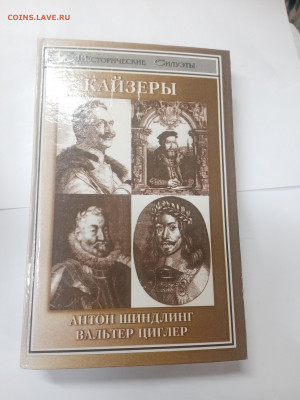 COINS.LAVE.RU
Исторические Силуэты
КАЙЗЕРЫ
АНТОН ШИНДЛИНГ
ВАЛЬТЕР ЦИГЛЕР